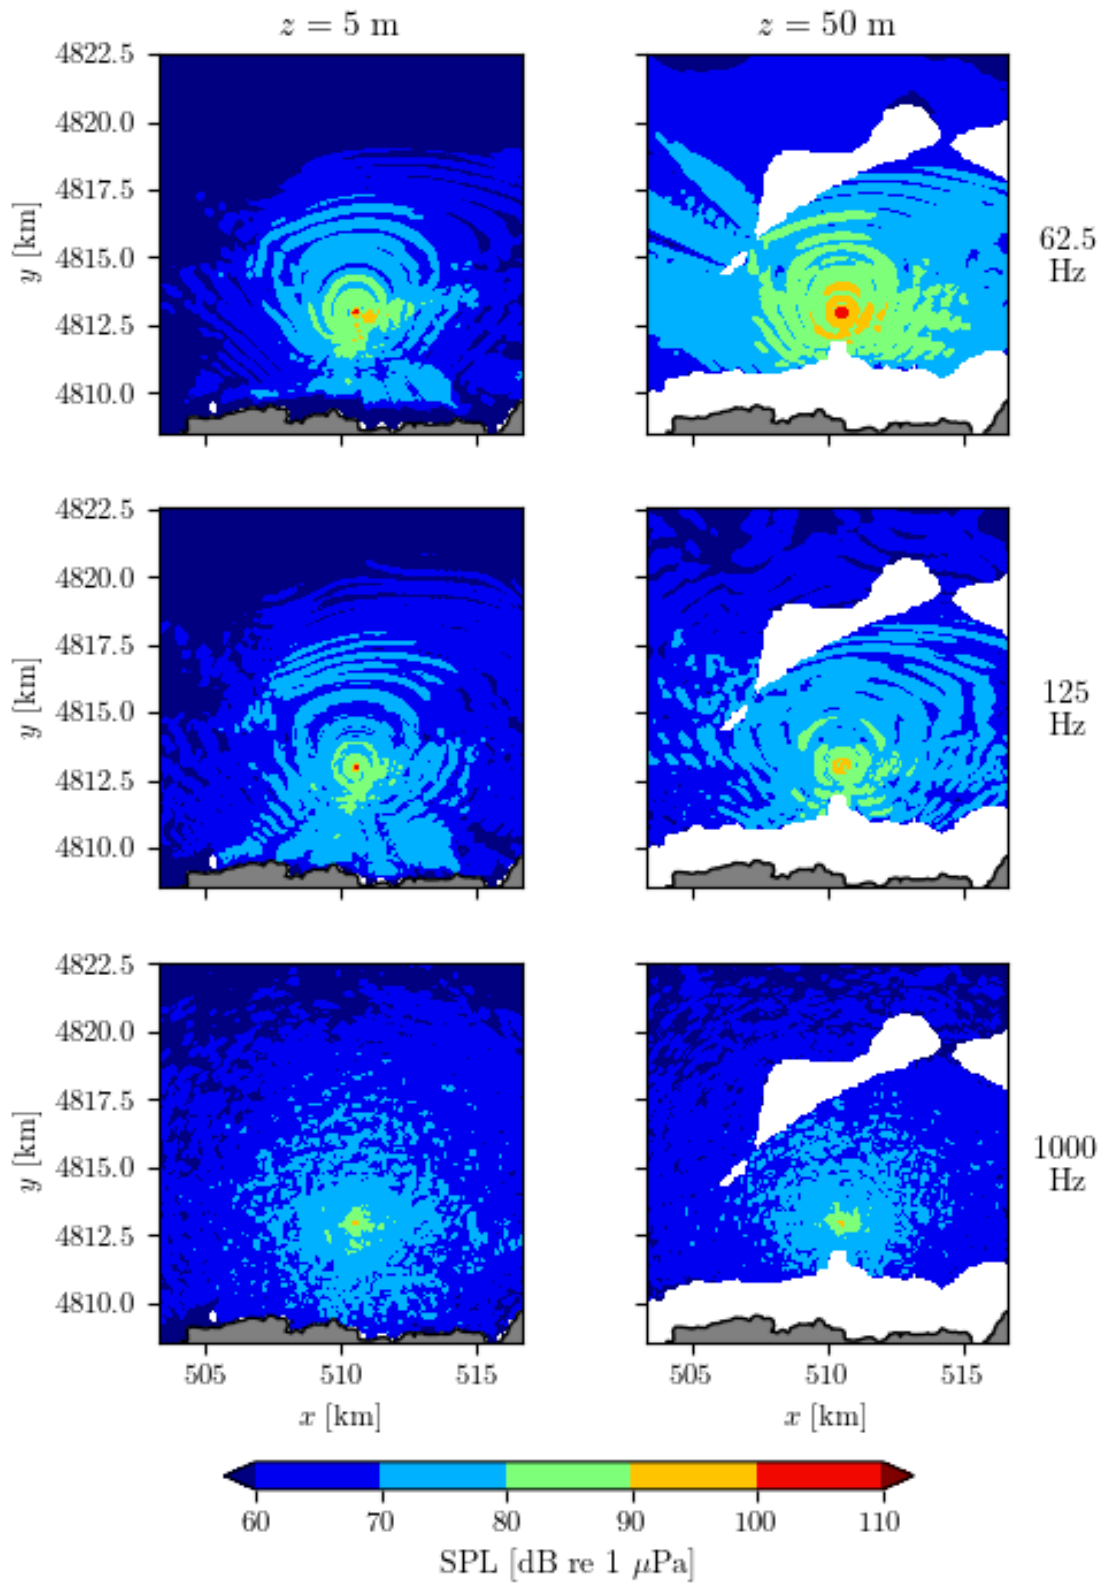 z = 5 m
z = 50 m
4822.5
4820.0
4817.5
4815.0
4812.5
4810.0
y [km]
62.5
Hz
4822.5
4820.0
4817.5
4815.0
4812.5
4810.0
y [km]
125
Hz
4822.5
4820.0
4817.5
4815.0
4812.5
4810.0
y [km]
1000
Hz
505 510 515
505 510 515
x [km]
x [km]
60 70 80 90 100 110
SPL [dB re 1 μPa]